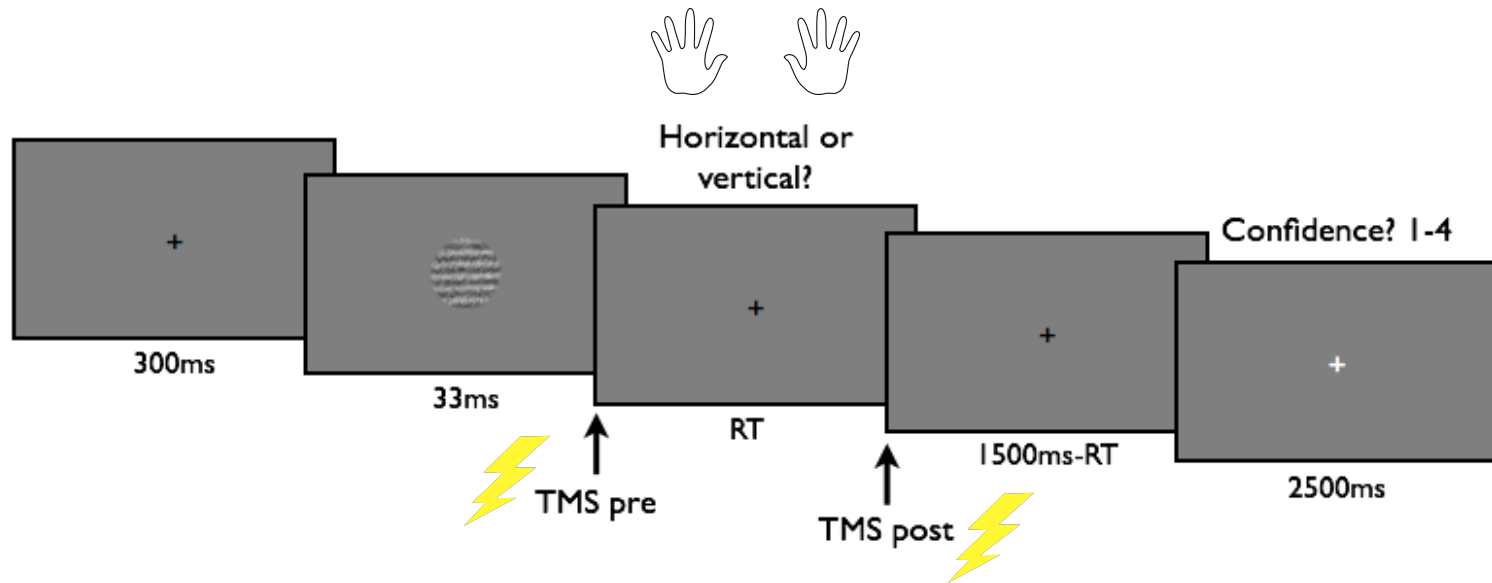 Horizontal or
vertical?
Confidence? 1-4
300ms
33ms
RT
1500ms-RT
2500ms
TMS pre
TMS post